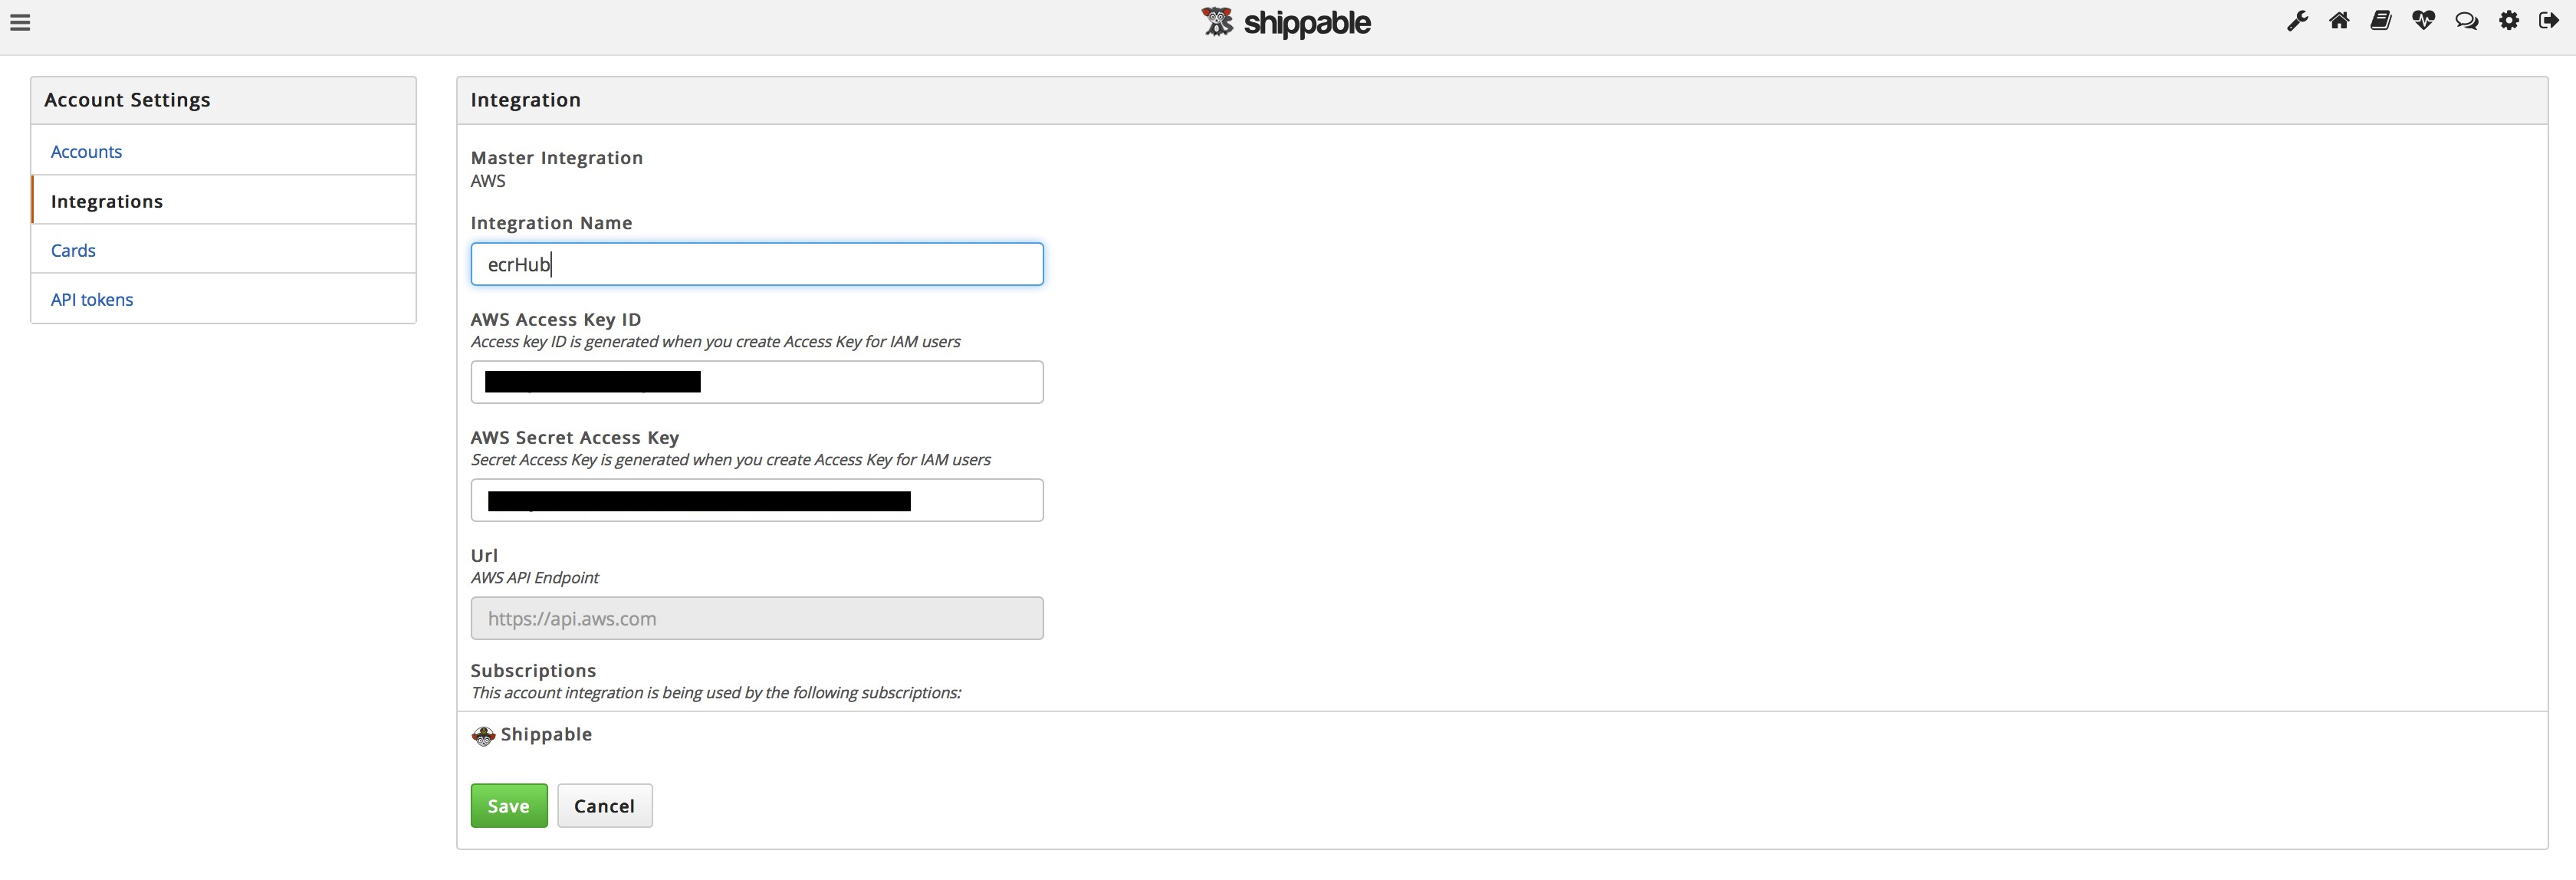 shippable
Account Settings
Accounts
Integrations
Cards
API tokens
Integration
Master Integration
AWS
Integration Name
ecrHub
AWS Access Key ID
Access key ID is generated when you create Access Key for IAM users
AWS Secret Access Key
Secret Access Key is generated when you create Access Key for IAM users
Url
AWS API Endpoint
https://api.aws.com
Subscriptions
This account integration is being used by the following subscriptions:
Shippable
Save Cancel